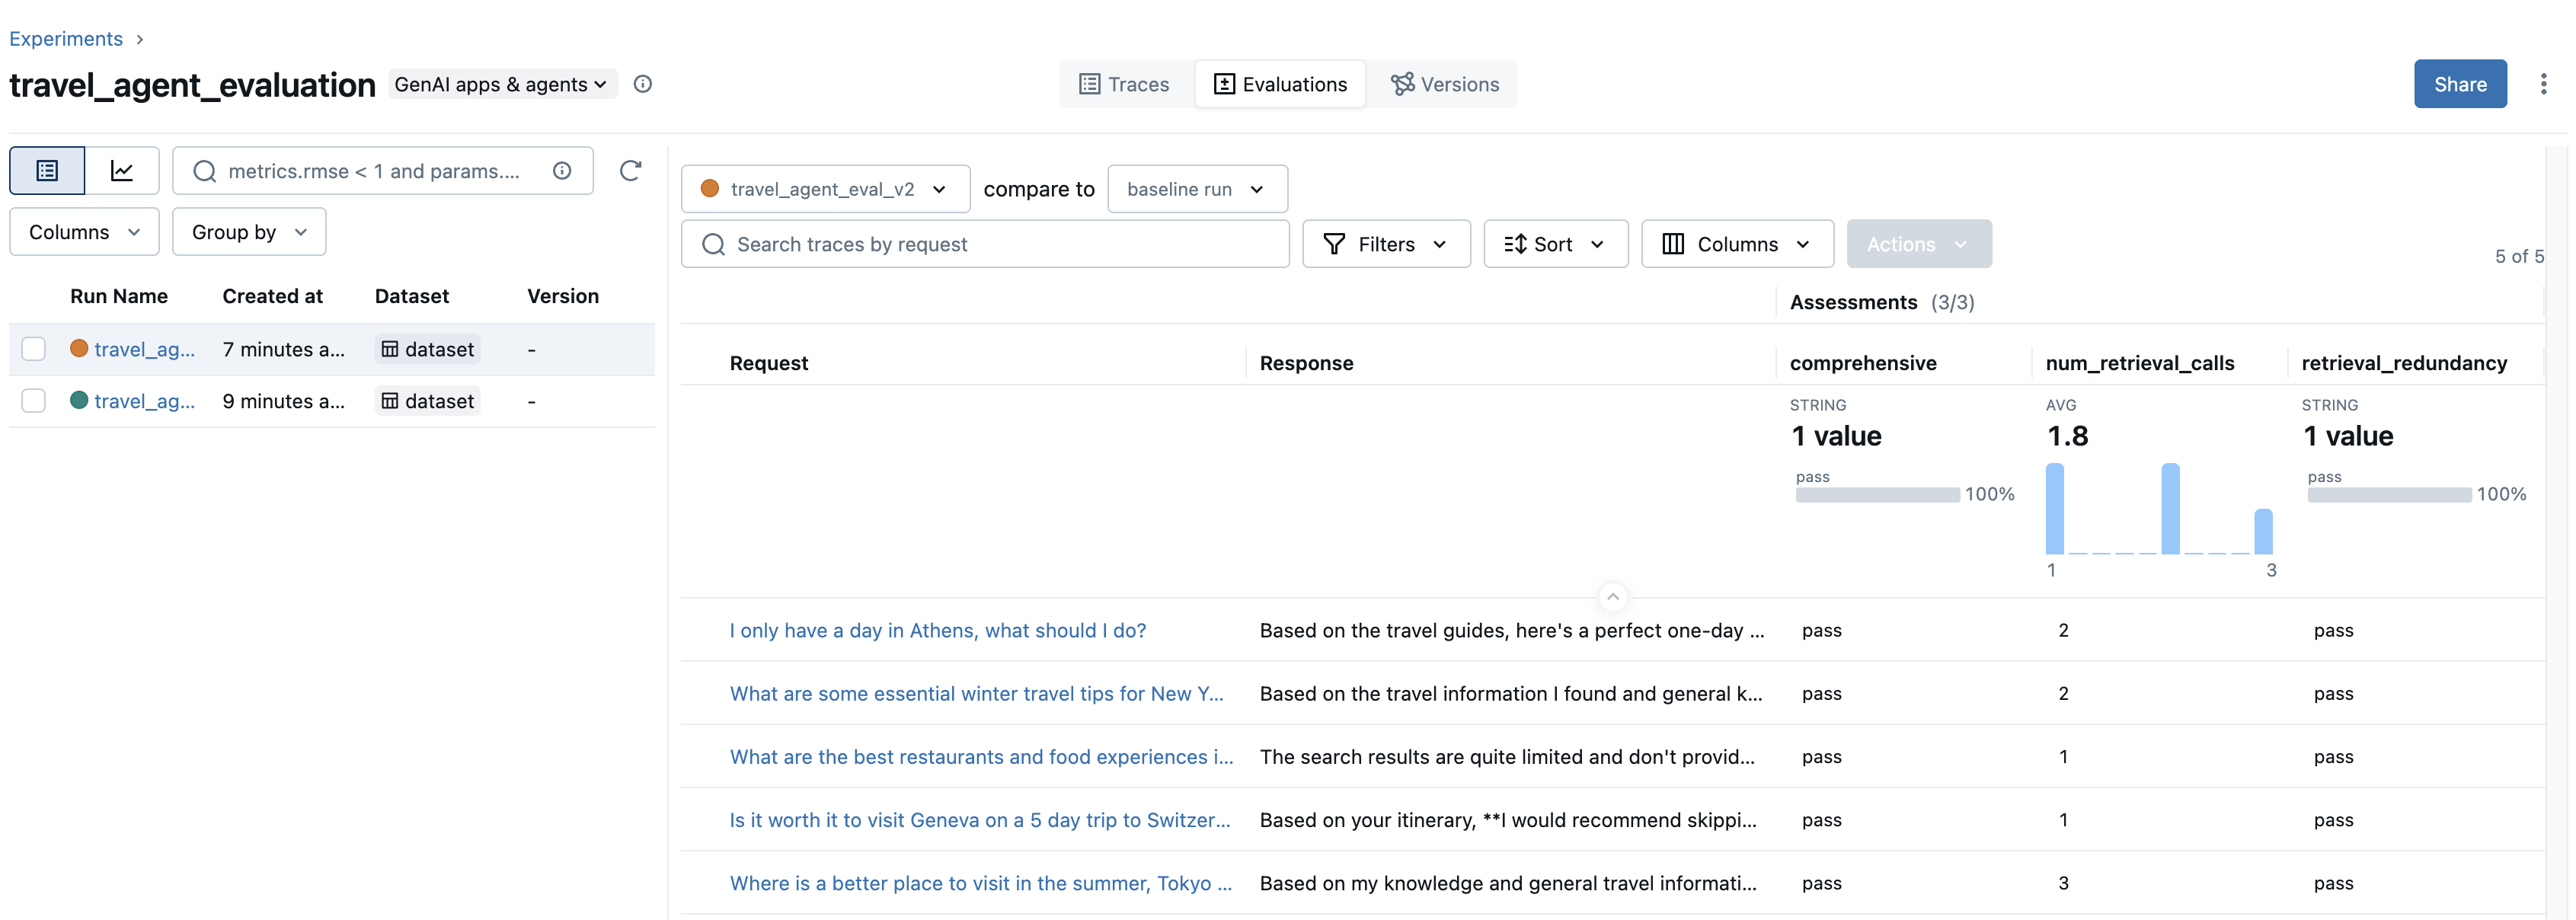 Experiments
travel_agent_evaluation GenAI apps & agents
Traces Evaluations Versions
Share
metrics.rmse < 1 and params....
Columns Group by
Run Name Created at Dataset Version
travel_ag... 7 minutes a... dataset -
travel_ag... 9 minutes a... dataset -
travel_agent_eval_v2 compare to baseline run
Search traces by request Filters Sort Columns Actions
5 of 5
Assessments (3/3)
Request Response comprehensive num_retrieval_calls retrieval_redundancy
STRING AVG STRING
1 value 1.8 1 value
pass pass
100% 100%
1 3
I only have a day in Athens, what should I do? Based on the travel guides, here's a perfect one-day ... pass 2 pass
What are some essential winter travel tips for New Y... Based on the travel information I found and general k... pass 2 pass
What are the best restaurants and food experiences i... The search results are quite limited and don't provid... pass 1 pass
Is it worth it to visit Geneva on a 5 day trip to Switzer... Based on your itinerary, **I would recommend skippi... pass 1 pass
Where is a better place to visit in the summer, Tokyo ... Based on my knowledge and general travel informati... pass 3 pass